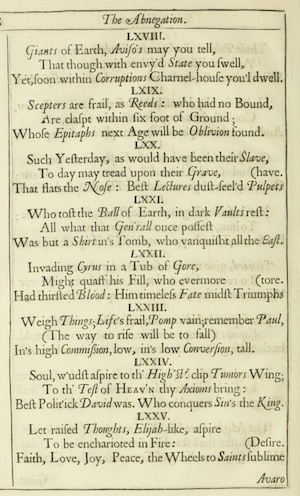 The Abnegation.
LXVIII.
Giants of Earth, Aviso's may you tell,
That though with envy'd State you swell,
Yet, soon within Corruptions Charnel-house you'l dwell.
LXIX.
Scepters are frail, as Reeds: who had no Bound,
Are claspt within six foot of Ground;
Whose Epitaphs next Age will be Oblivion found.
LXX.
Such Yesterday, as would have been their Slave,
To day may tread upon their Grave, (have.
That flats the Nose: Best Lectures dust-seel'd Pulpets
LXXI.
Who tost the Ball of Earth, in dark Vaults rest:
All what that Gen'rall once possest
Was but a Shirt in's Tomb, who vanquisht all the East.
LXXII.
Invading Cyrus in a Tub of Gore,
Might quaff his Fill, who evermore (tore.
Had thirsted Blood: Him timeless Fate midst Triumphs
LXXIII.
Weigh Things; Life's frail, Pomp vain; remember Paul,
(The way to rise will be to fall)
In's high Commission, low, in's low Conversion, tall.
LXXIV.
Soul, w'udst aspire to th' High'st? clip Tumors Wing;
To th' Test of HEAV'N thy Axioms bring:
Best Politick David was. Who conquers Sin's the King.
LXXV.
Let raised Thoughts, Elijah-like, aspire
To be encharioted in Fire: (Desire.
Faith, Love, Joy, Peace, the Wheels to Saints sublime
Avaro